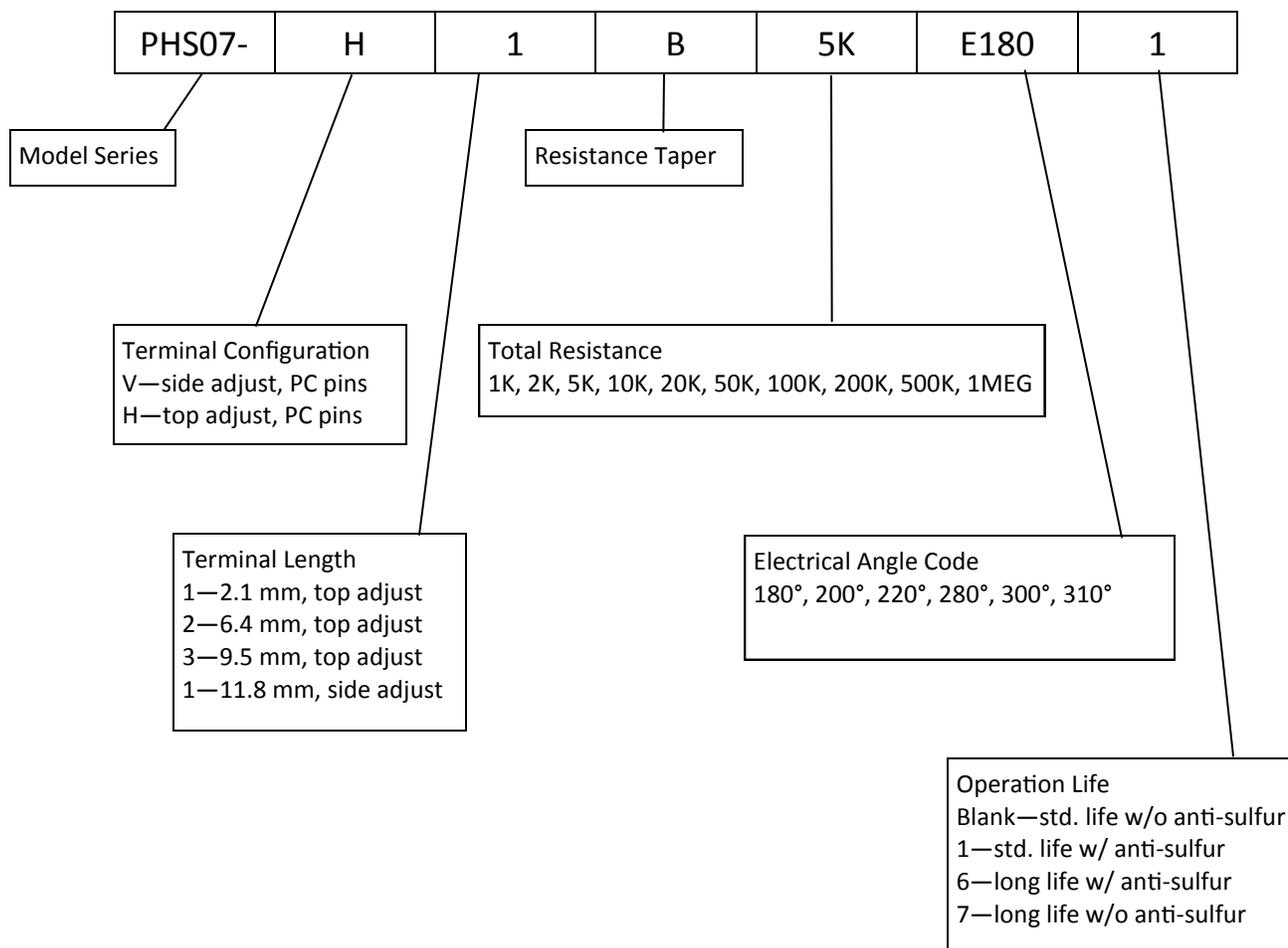 PHS07- H 1 B 5K E180 1
Model Series
Resistance Taper
Terminal Configuration
V—side adjust, PC pins
H—top adjust, PC pins
Total Resistance
1K, 2K, 5K, 10K, 20K, 50K, 100K, 200K, 500K, 1MEG
Terminal Length
1—2.1 mm, top adjust
2—6.4 mm, top adjust
3—9.5 mm, top adjust
1—11.8 mm, side adjust
Electrical Angle Code
180°, 200°, 220°, 280°, 300°, 310°
Operation Life
Blank—std. life w/o anti-sulfur
1—std. life w/ anti-sulfur
6—long life w/ anti-sulfur
7—long life w/o anti-sulfur